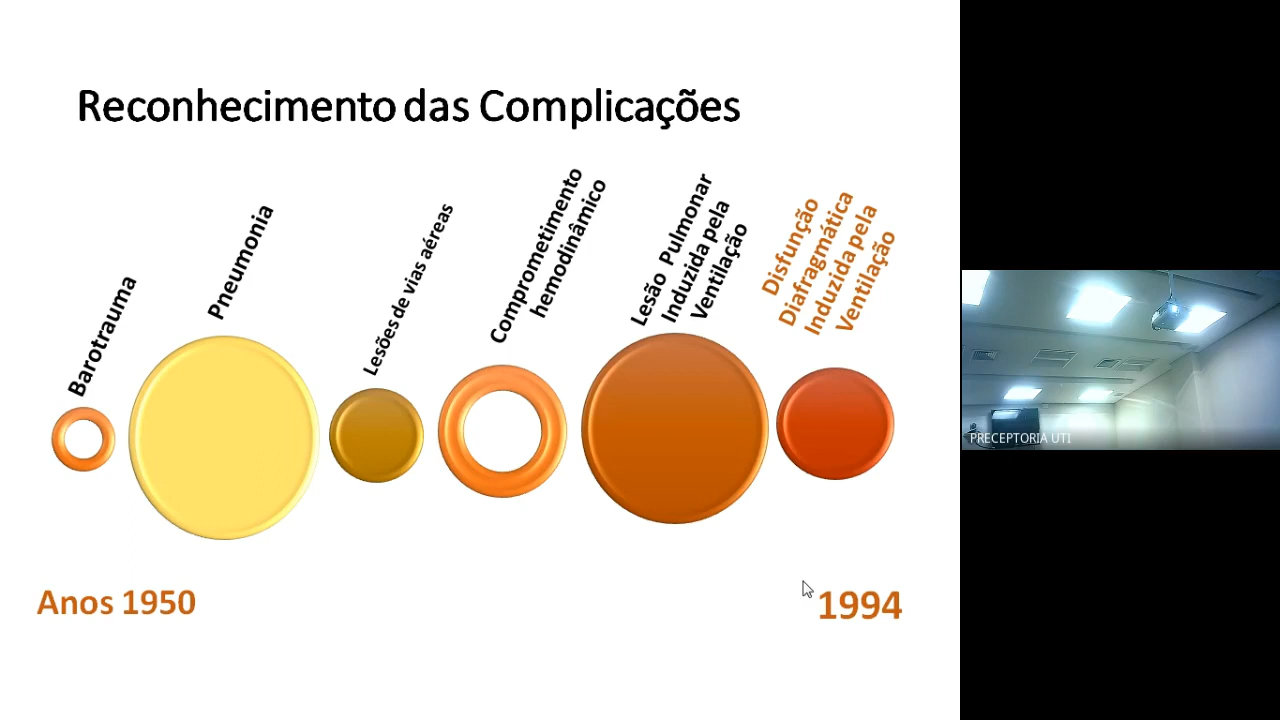 Reconhecimento das Complicações
Barotrauma
Pneumonia
Lesões de vias aéreas
Comprometimento
hemodinâmico
Lesão Pulmonar
Induzida pela
Ventilação
Disfunção
Diafragmática
Induzida pela
Ventilação
Anos 1950
1994
PRECEPTORIA UTI